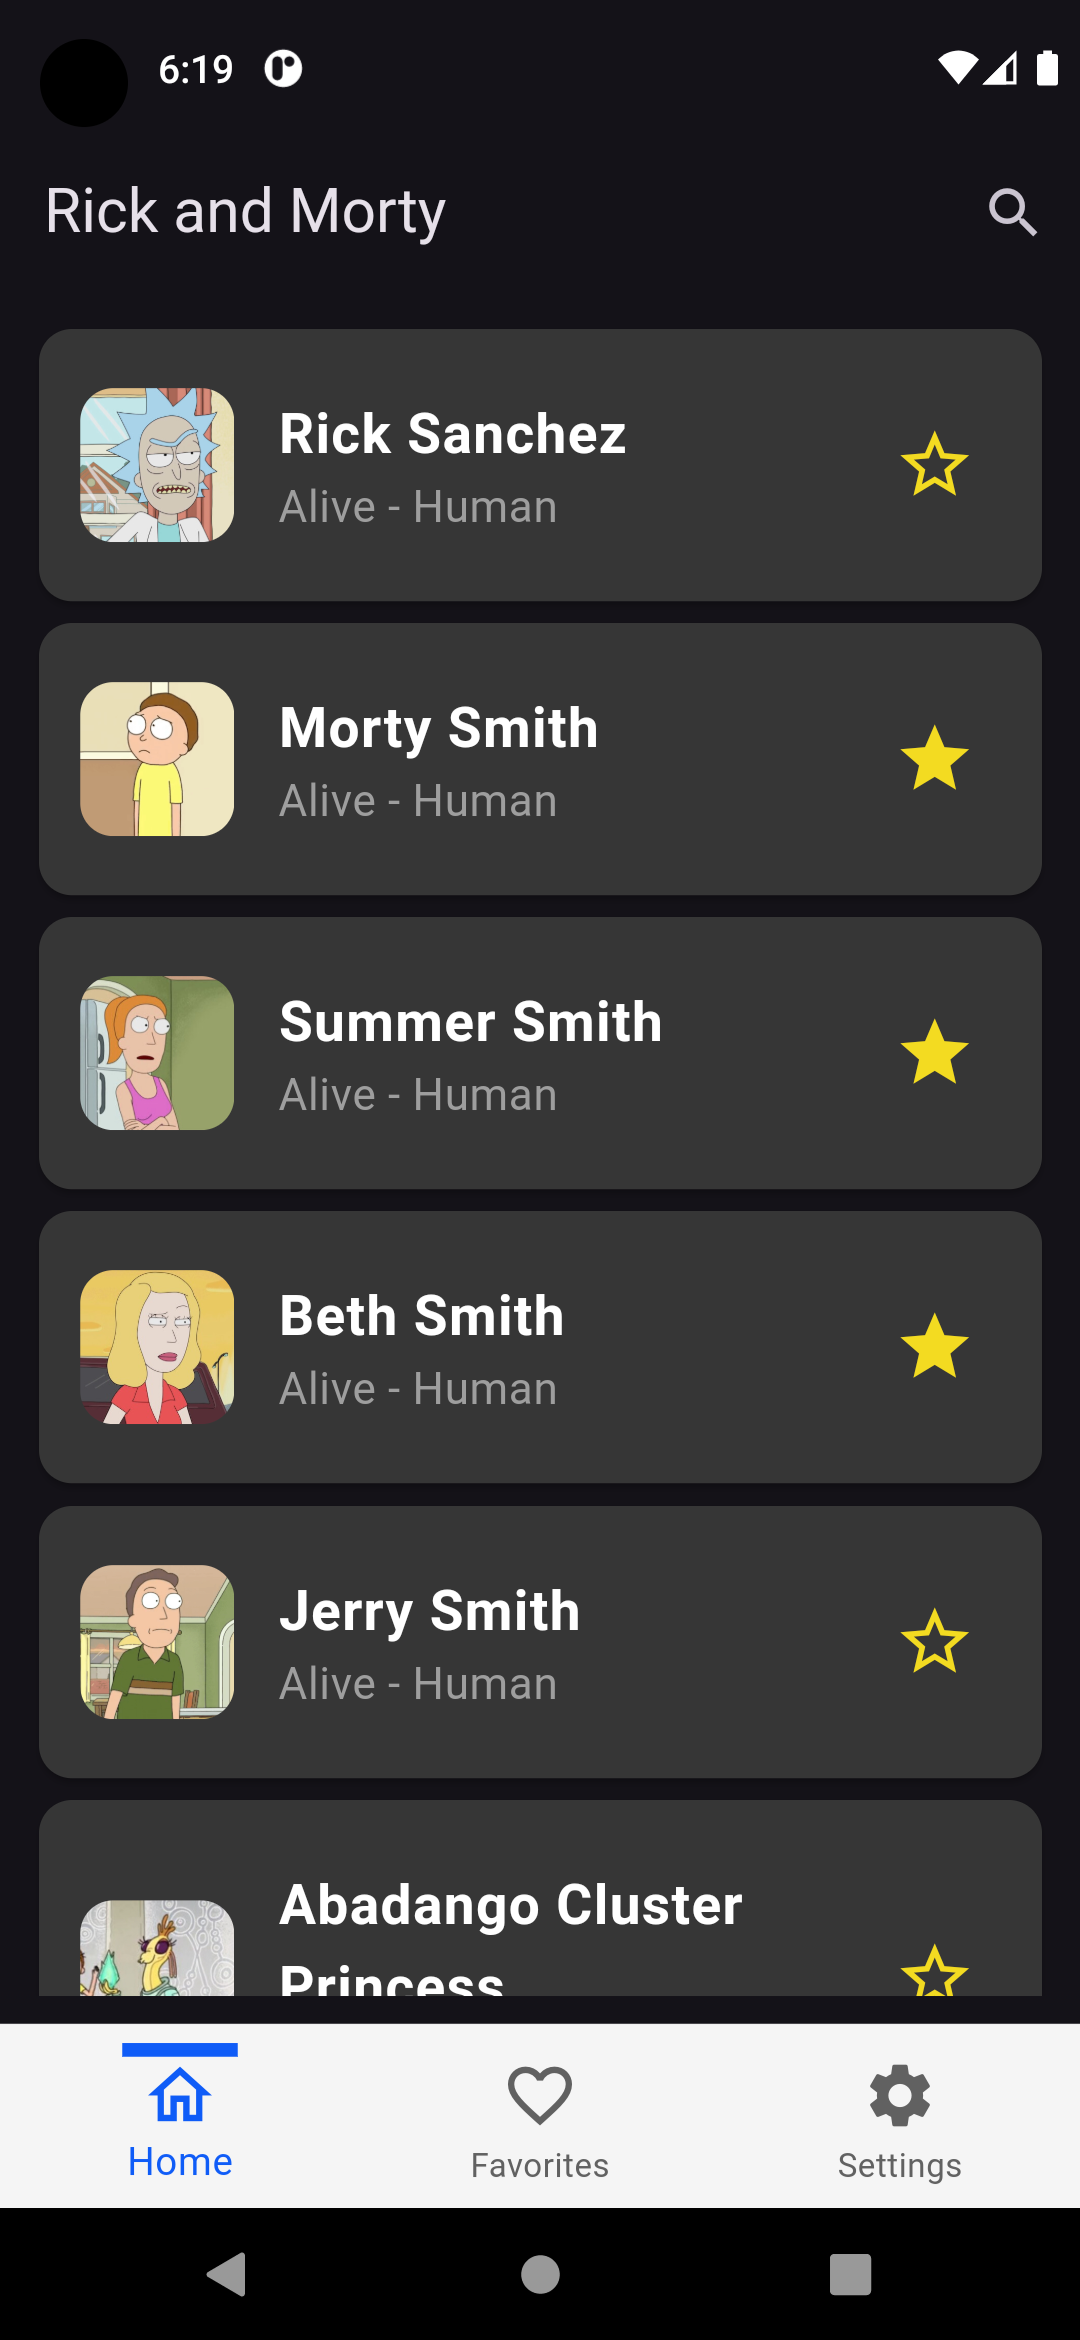 6:19
Rick and Morty
Rick Sanchez
Alive - Human
Morty Smith
Alive - Human
Summer Smith
Alive - Human
Beth Smith
Alive - Human
Jerry Smith
Alive - Human
Abadango Cluster
Princess
Home
Favorites
Settings